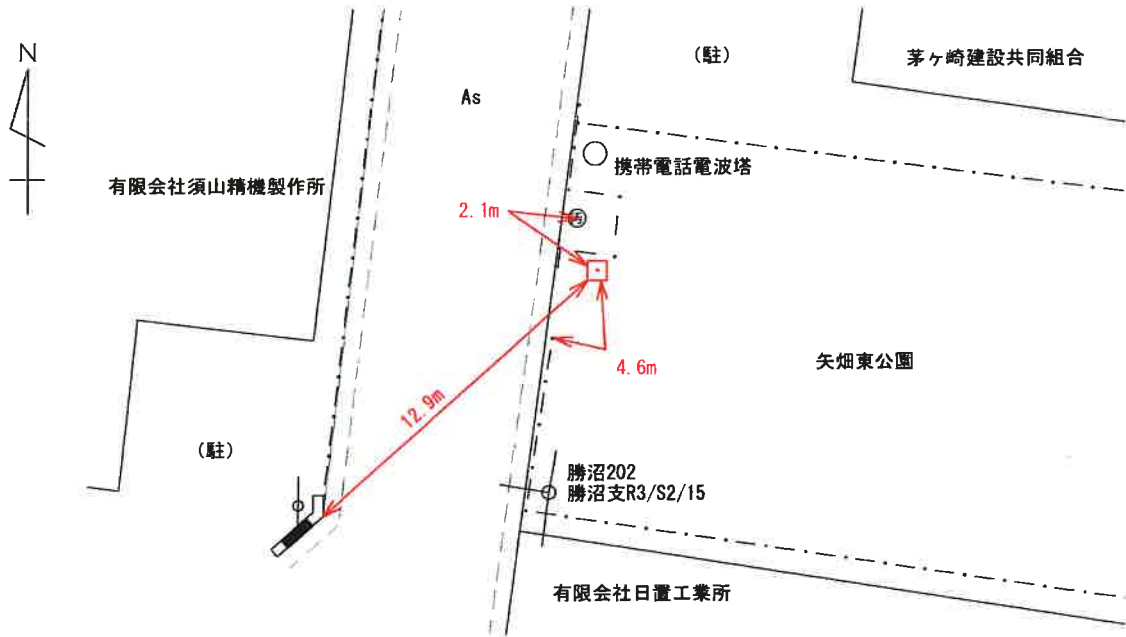 N
(駐)
茅ヶ崎建設共同組合
As
携帯電話電波塔
有限会社須山精機製作所
2.1m
矢畑東公園
4.6m
12.9m
(駐)
勝沼202
勝沼支R3/S2/15
有限会社日置工業所